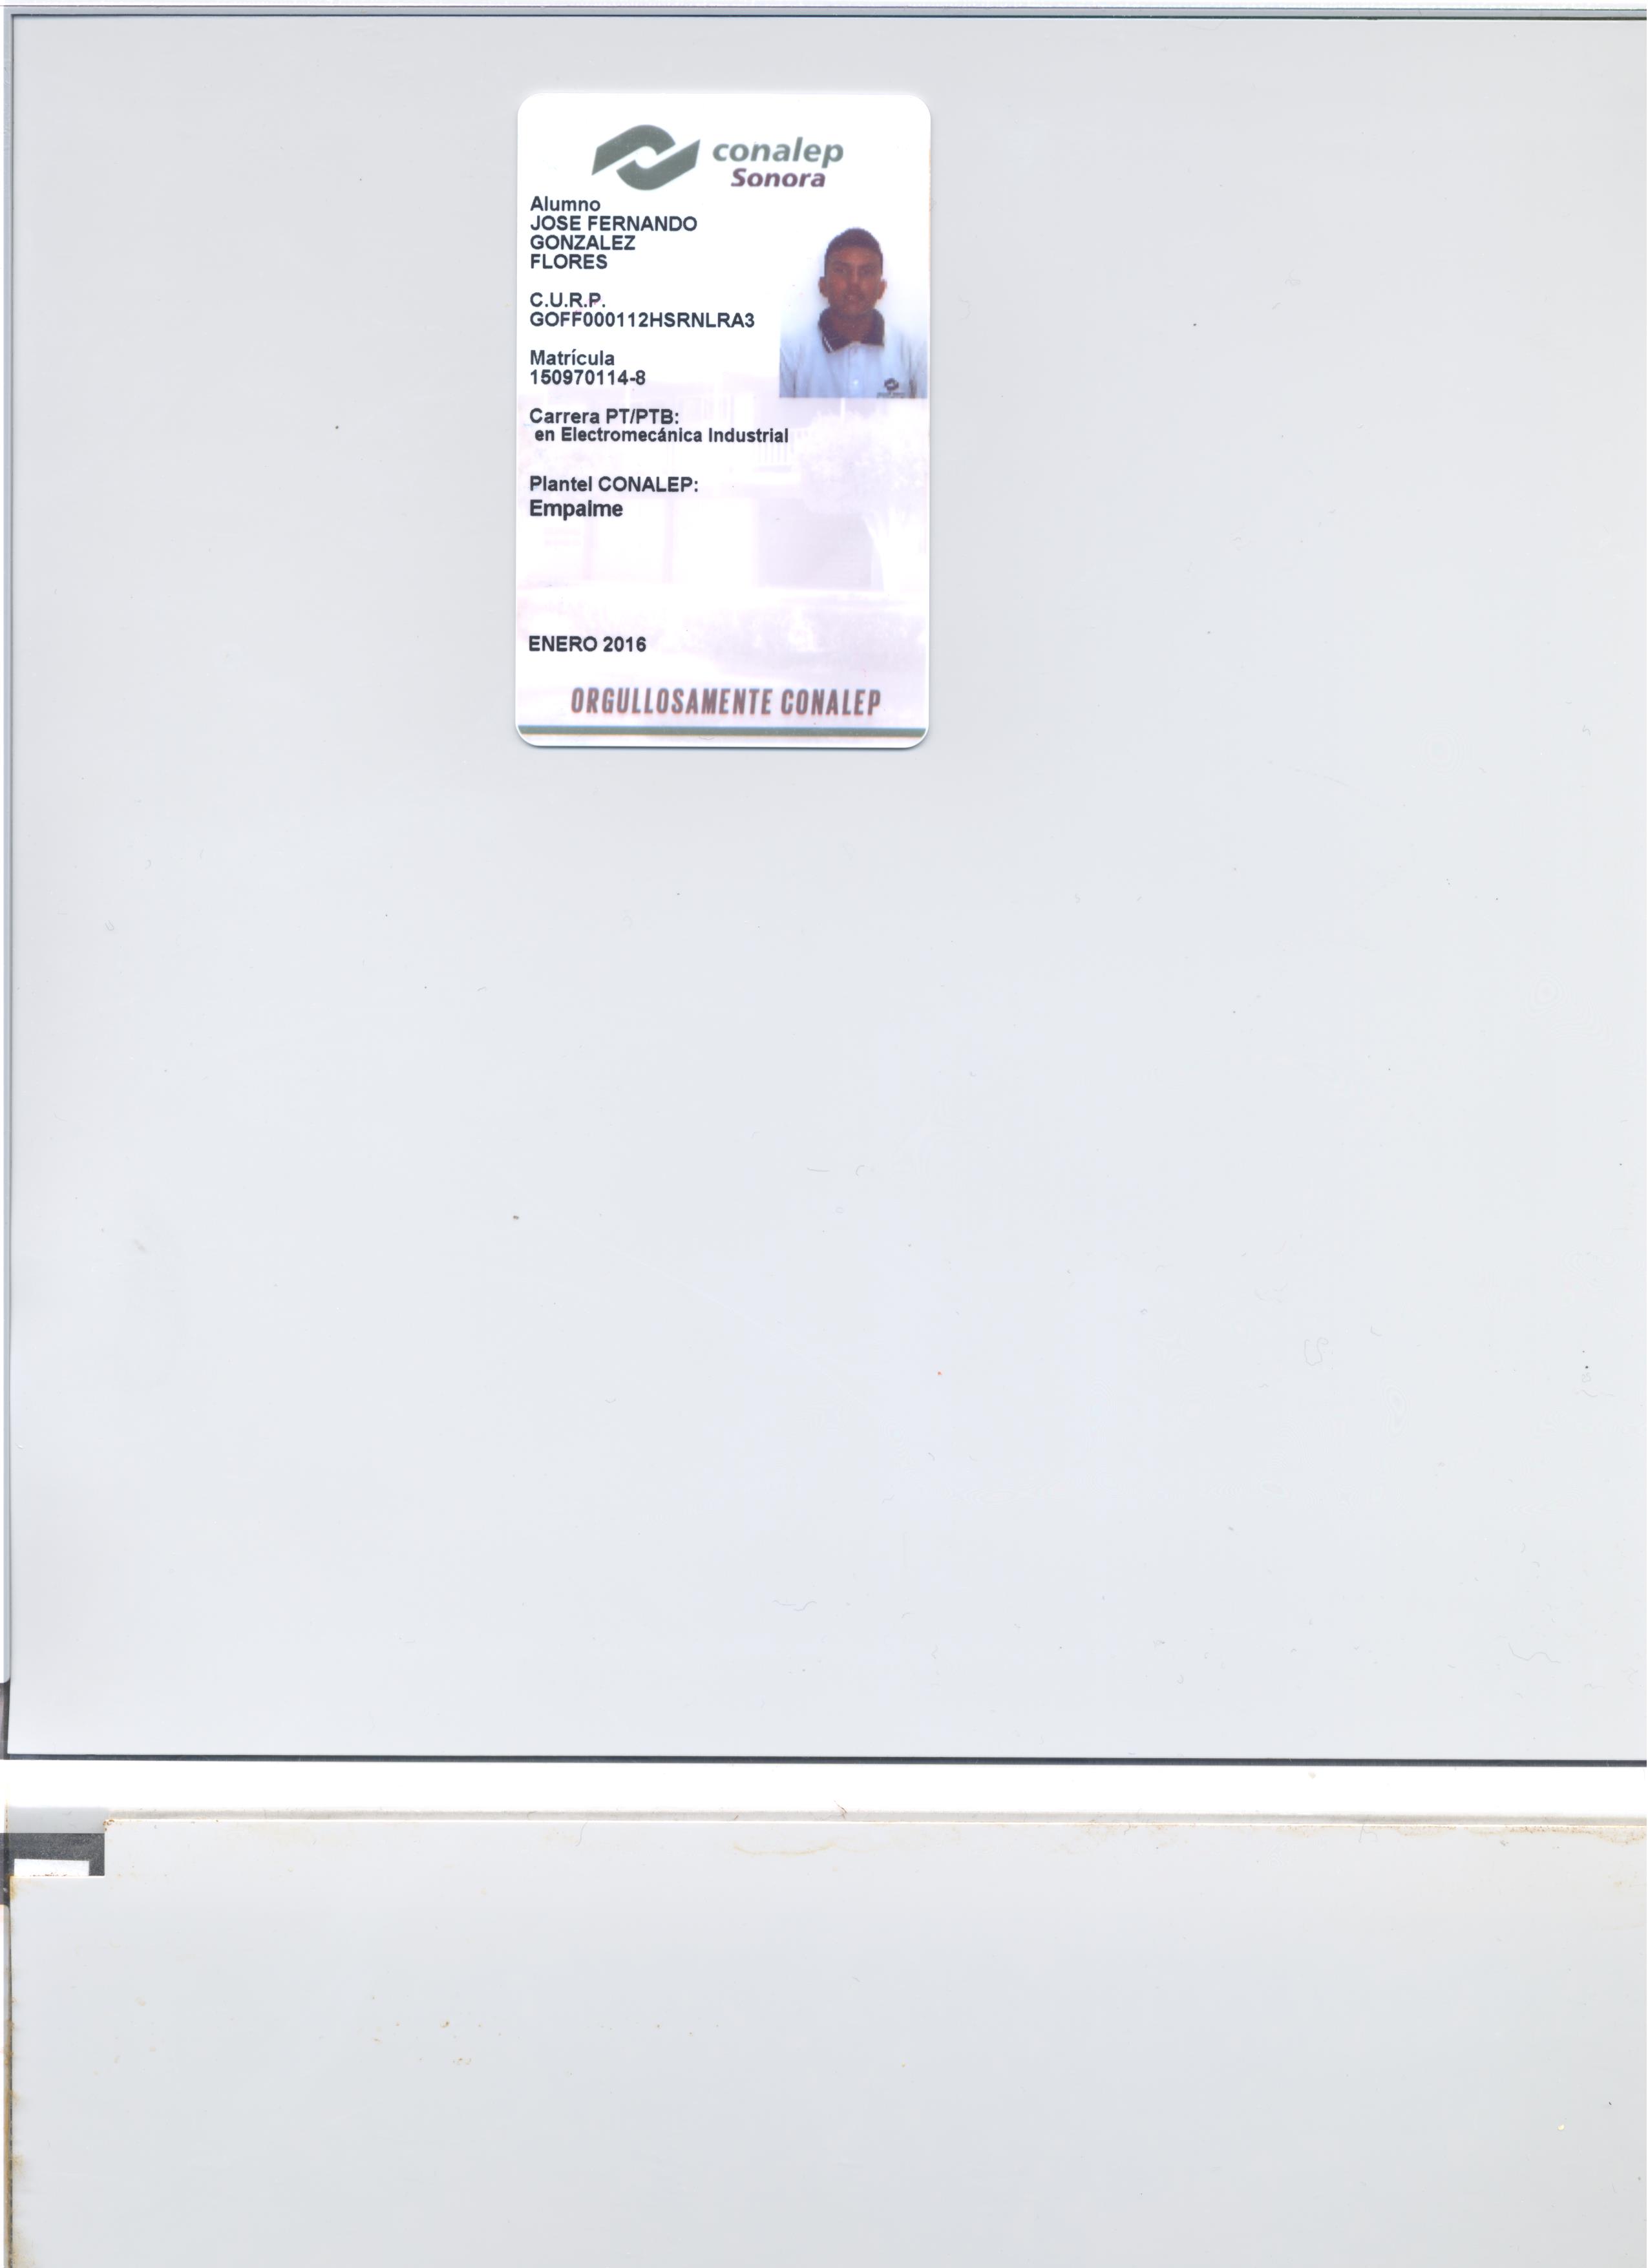 conalep
Sonora
Alumno
JOSE FERNANDO
GONZALEZ
FLORES
C.U.R.P.
GOFF000112HSRNLRA3
Matrícula
150970114-8
Carrera PT/PTB:
en Electromecánica Industrial
Plantel CONALEP:
Empalme
ENERO 2016
ORGULLOSAMENTE CONALEP